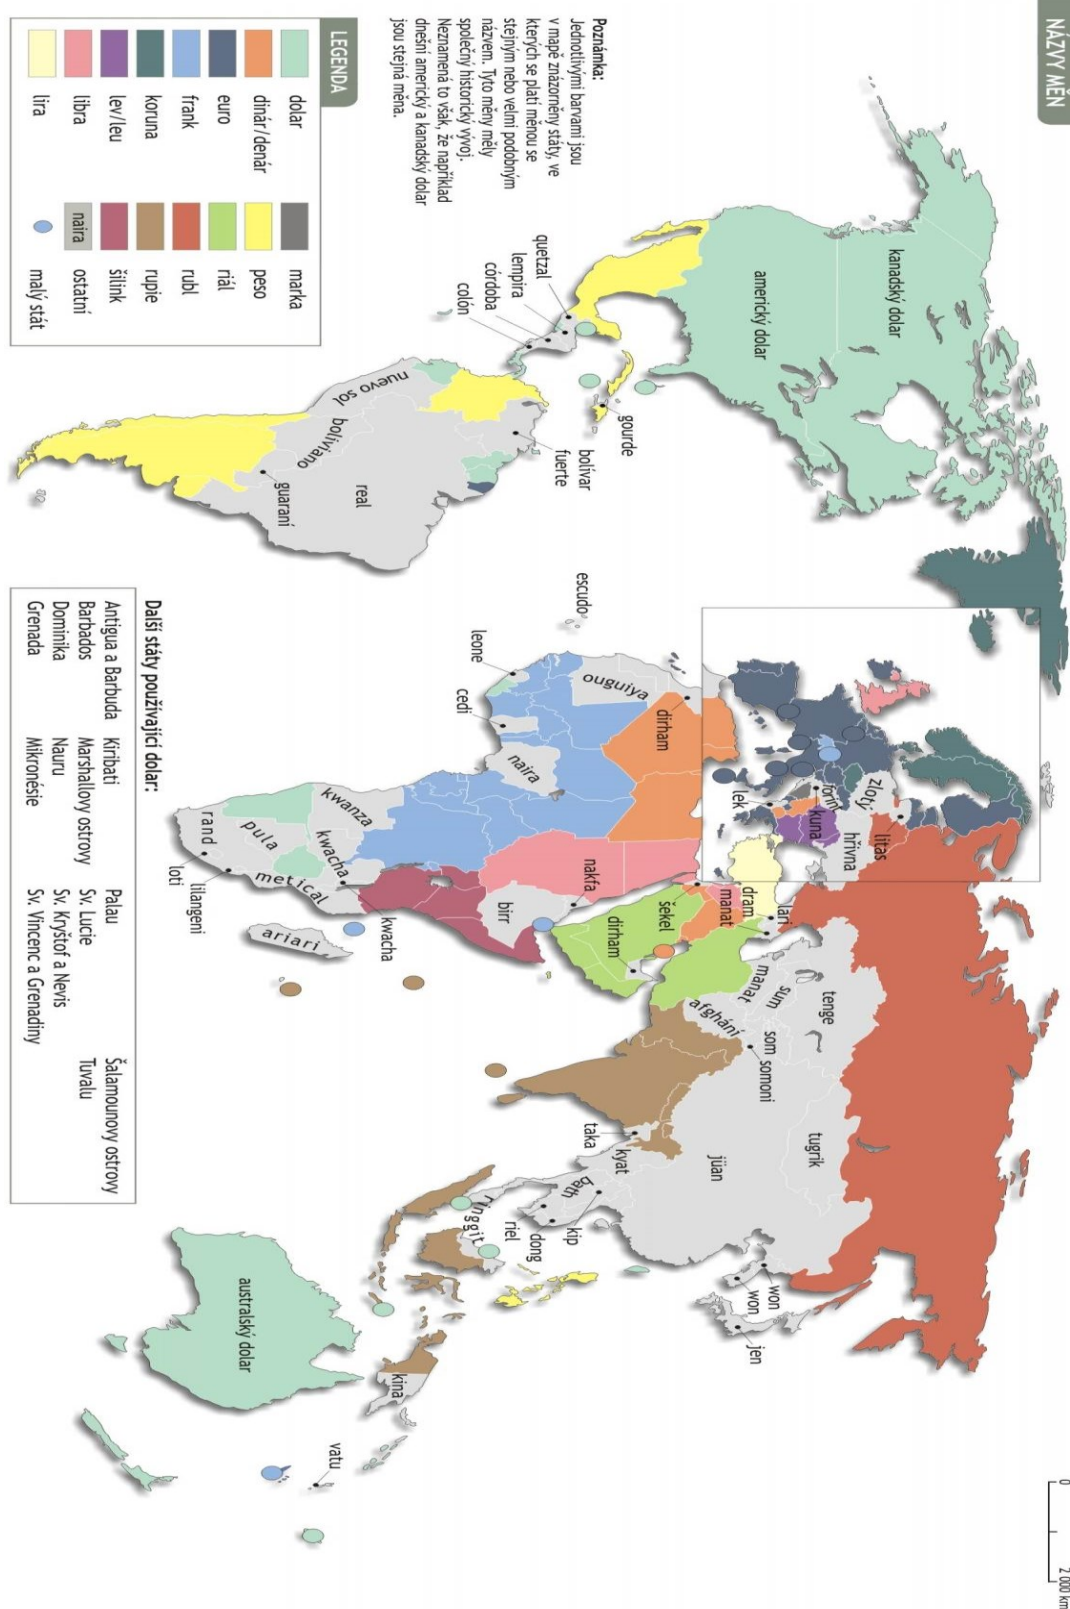 NÁZVY MĚN
0
2 000 km
kanadský dolar
americký dolar
quetzal
lempira
córdoba
colón
gourde
bolívar
fuerte
nuevo sol
boliviano
real
guaraní
escudo
zlotý
litas
hřivna
forint
kuna
lek
lari
dram
manat
šekel
dirham
dirham
ouguiya
leone
cedi
naira
nakfa
birr
kwanza
kwacha
kwacha
pula
metical
rand
loti
lilangeni
ariari
tenge
sum
manat
som
somoni
afghání
tugrik
jüan
taka
kyat
bath
kip
dong
riel
ringgit
won
won
jen
kina
vatu
australský dolar
Poznámka:
Jednotlivými barvami jsou
v mapě znázorněny státy, ve
kterých se platí měnou se
stejným nebo velmi podobným
názvem. Tyto měny měly
společný historický vývoj.
Neznamená to však, že například
dnešní americký a kanadský dolar
jsou stejná měna.
LEGENDA
dolar
dinár/denár
euro
frank
koruna
lev/leu
libra
lira
marka
peso
riál
rubl
rupie
šilink
naira
ostatní
malý stát
Další státy používající dolar:
Antigua a Barbuda
Barbados
Dominika
Grenada
Kiribati
Marshallovy ostrovy
Nauru
Mikronésie
Palau
Sv. Lucie
Sv. Kryštof a Nevis
Sv. Vincenc a Grenadiny
Šalamounovy ostrovy
Tuvalu